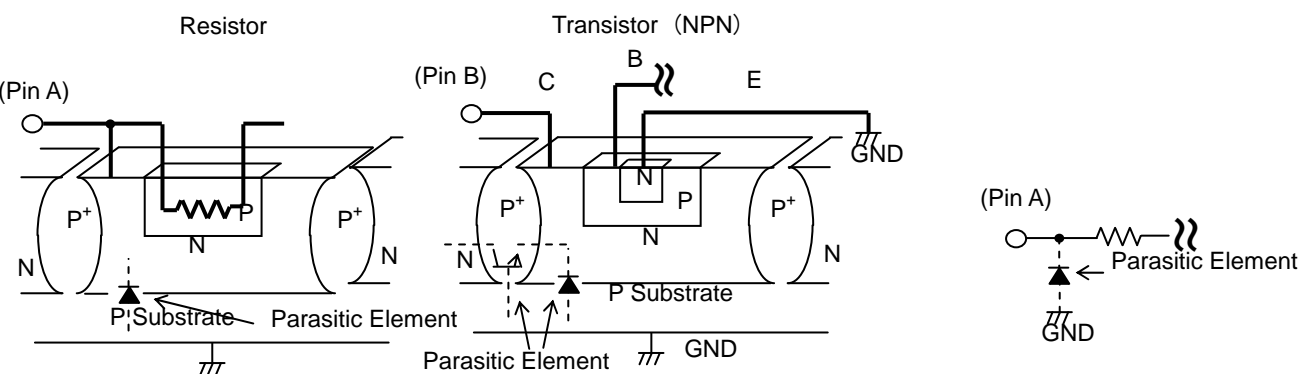 Resistor
(Pin A)
P+
P
P+
N
N
N
P Substrate
Parasitic Element
Transistor (NPN)
(Pin B)
C
B
E
GND
N
P+
P
P+
N
N
N
P Substrate
GND
Parasitic Element
(Pin A)
Parasitic Element
GND